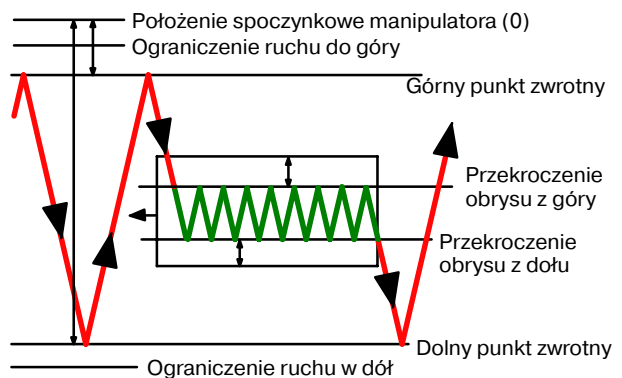 Położenie spoczynkowe manipulatora (0)
Ograniczenie ruchu do góry
Górny punkt zwrotny
Przekroczenie
obrysu z góry
Przekroczenie
obrysu z dołu
Dolny punkt zwrotny
Ograniczenie ruchu w dół